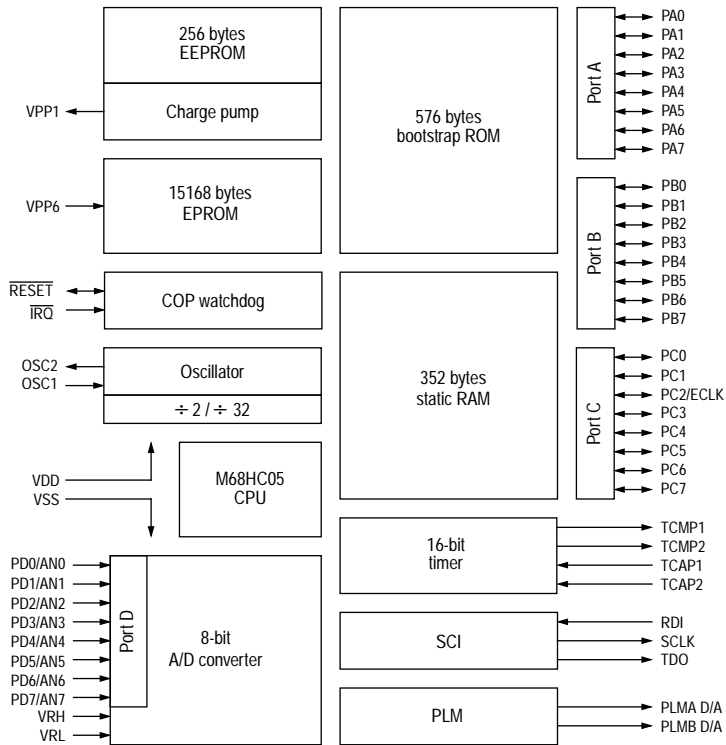 256 bytes
EEPROM
Charge pump
VPP1
15168 bytes
EPROM
VPP6
RESET
IRQ
COP watchdog
OSC2
OSC1
Oscillator
÷ 2 / ÷ 32
VDD
VSS
M68HC05
CPU
PD0/AN0
PD1/AN1
PD2/AN2
PD3/AN3
PD4/AN4
PD5/AN5
PD6/AN6
PD7/AN7
VRH
VRL
Port D
8-bit
A/D converter
576 bytes
bootstrap ROM
352 bytes
static RAM
16-bit
timer
SCI
PLM
Port A
PA0
PA1
PA2
PA3
PA4
PA5
PA6
PA7
Port B
PB0
PB1
PB2
PB3
PB4
PB5
PB6
PB7
Port C
PC0
PC1
PC2/ECLK
PC3
PC4
PC5
PC6
PC7
TCMP1
TCMP2
TCAP1
TCAP2
RDI
SCLK
TDO
PLMA D/A
PLMB D/A